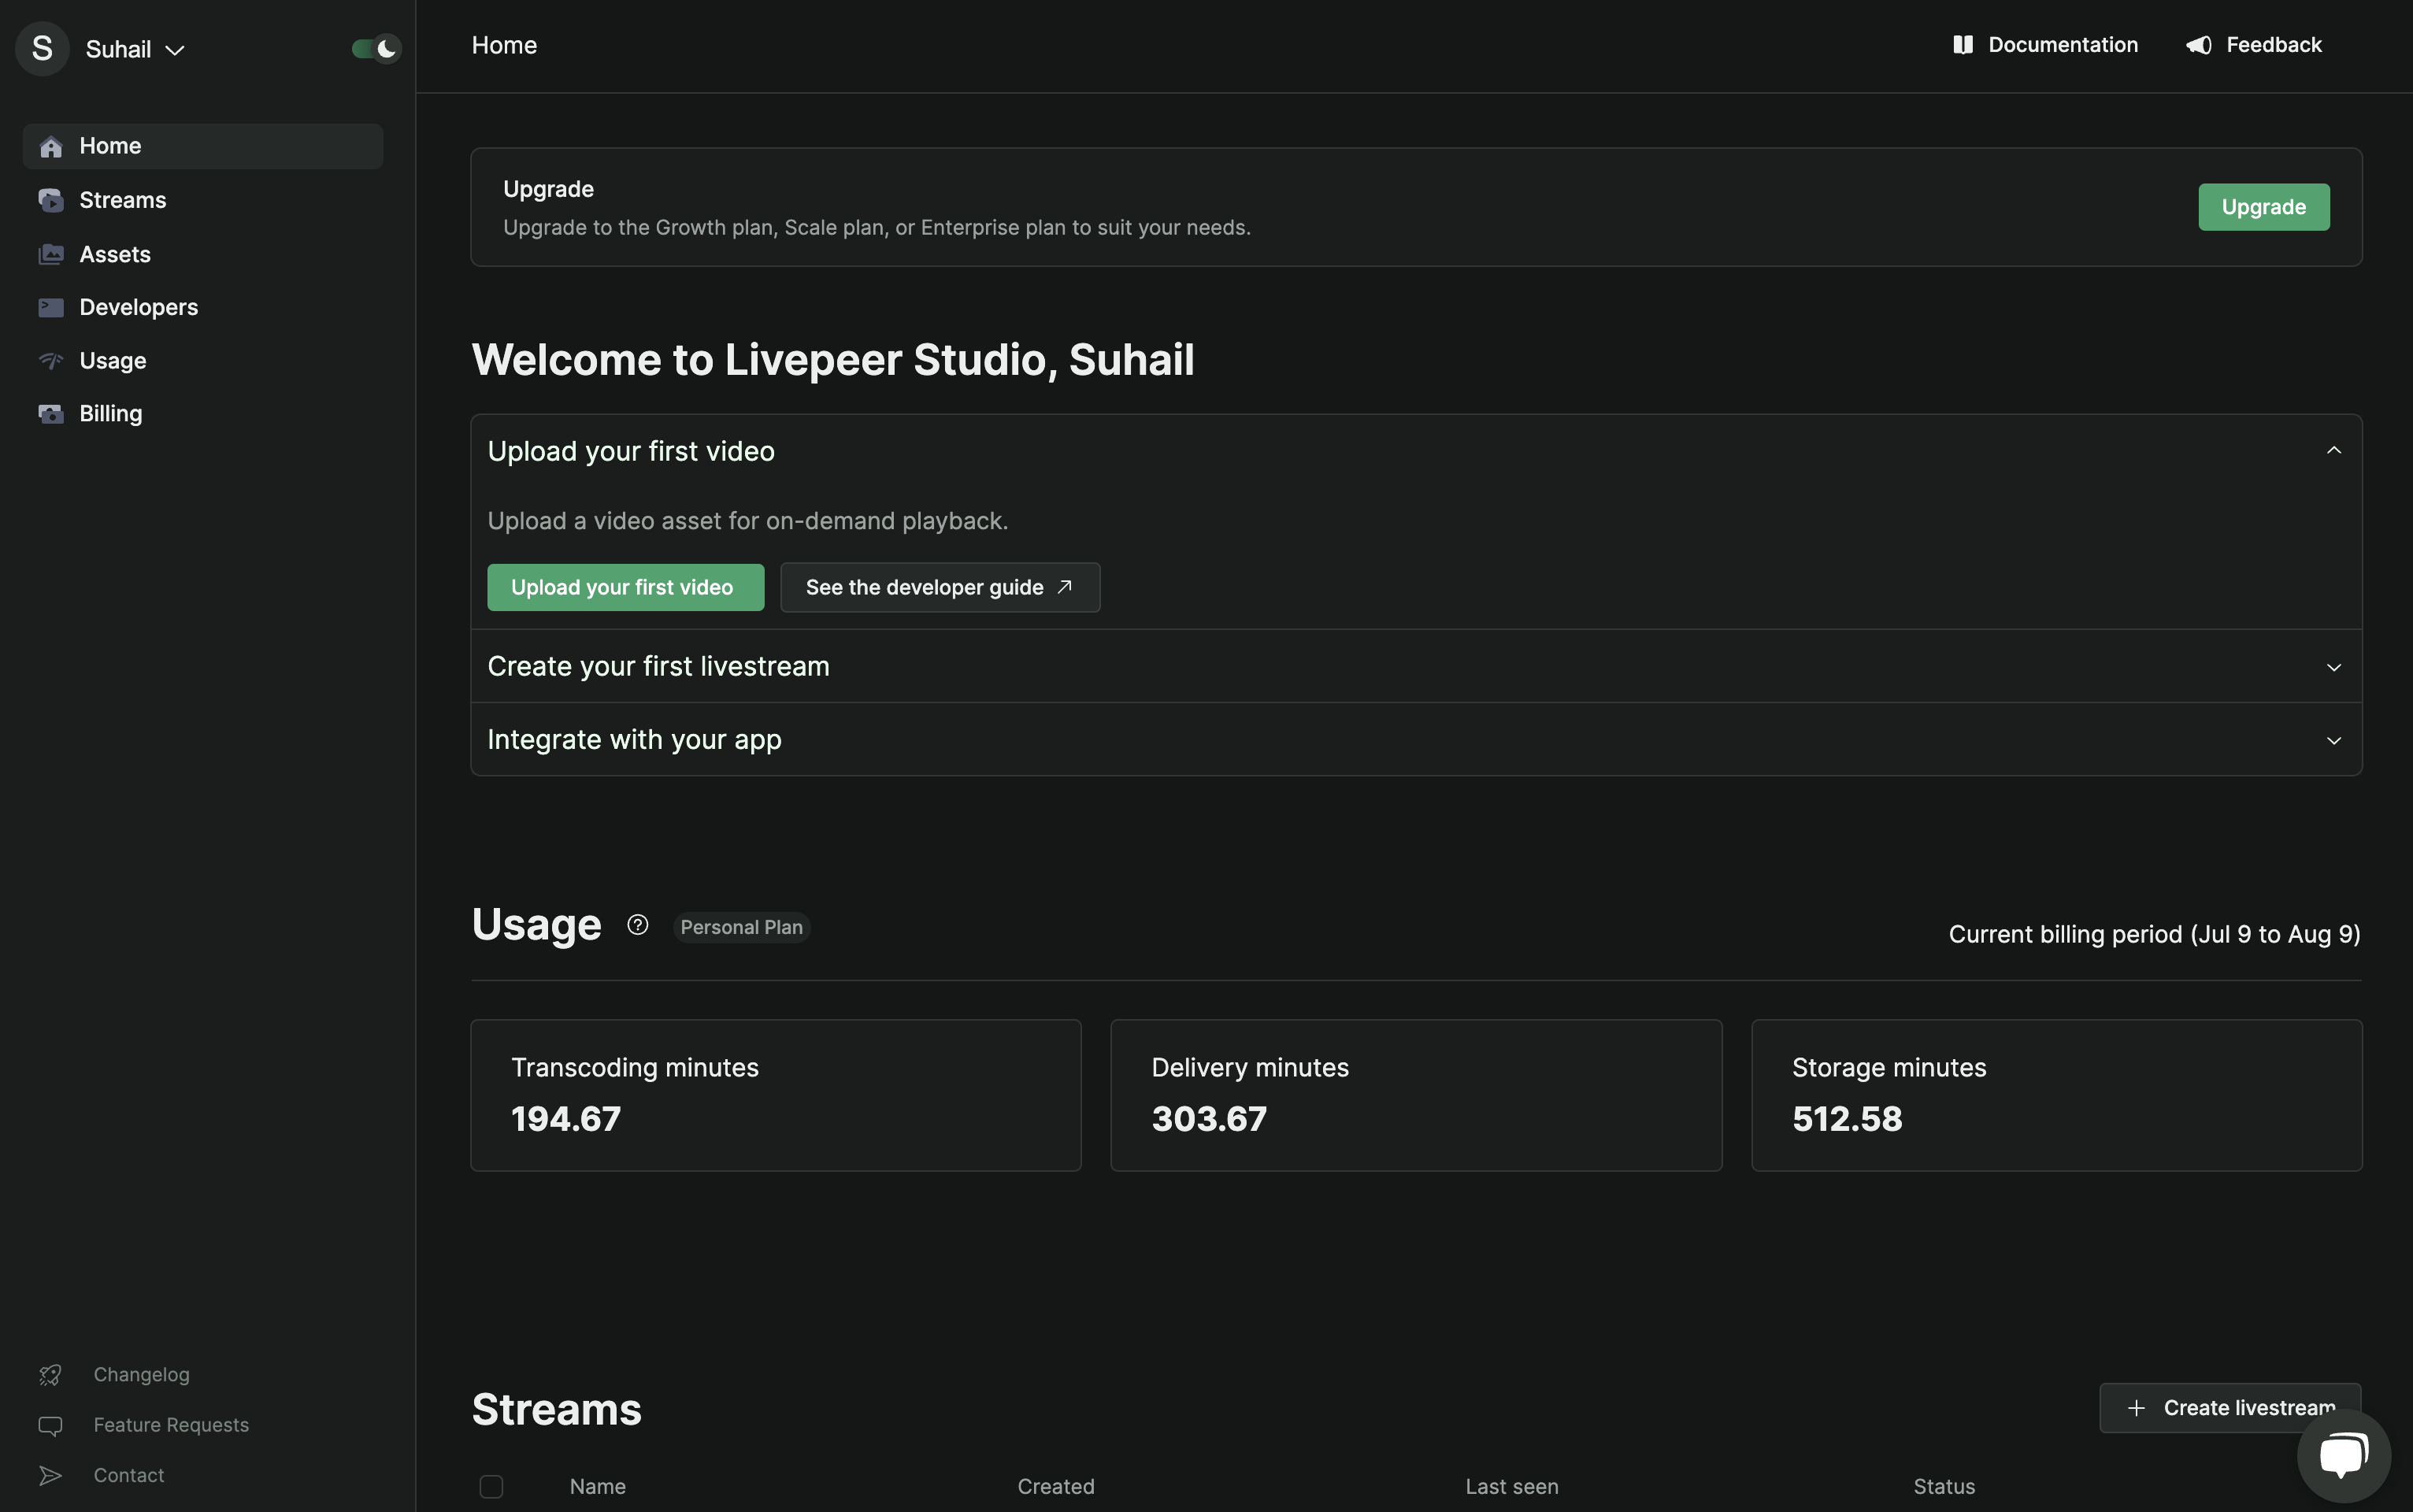 S
Suhail
Home
Streams
Assets
Developers
Usage
Billing
Changelog
Feature Requests
Contact
Home
Documentation
Feedback
Upgrade
Upgrade to the Growth plan, Scale plan, or Enterprise plan to suit your needs.
Upgrade
Welcome to Livepeer Studio, Suhail
Upload your first video
Upload a video asset for on-demand playback.
Upload your first video
See the developer guide
Create your first livestream
Integrate with your app
Usage
Personal Plan
Current billing period (Jul 9 to Aug 9)
Transcoding minutes
194.67
Delivery minutes
303.67
Storage minutes
512.58
Streams
Create livestream
Name Created Last seen Status